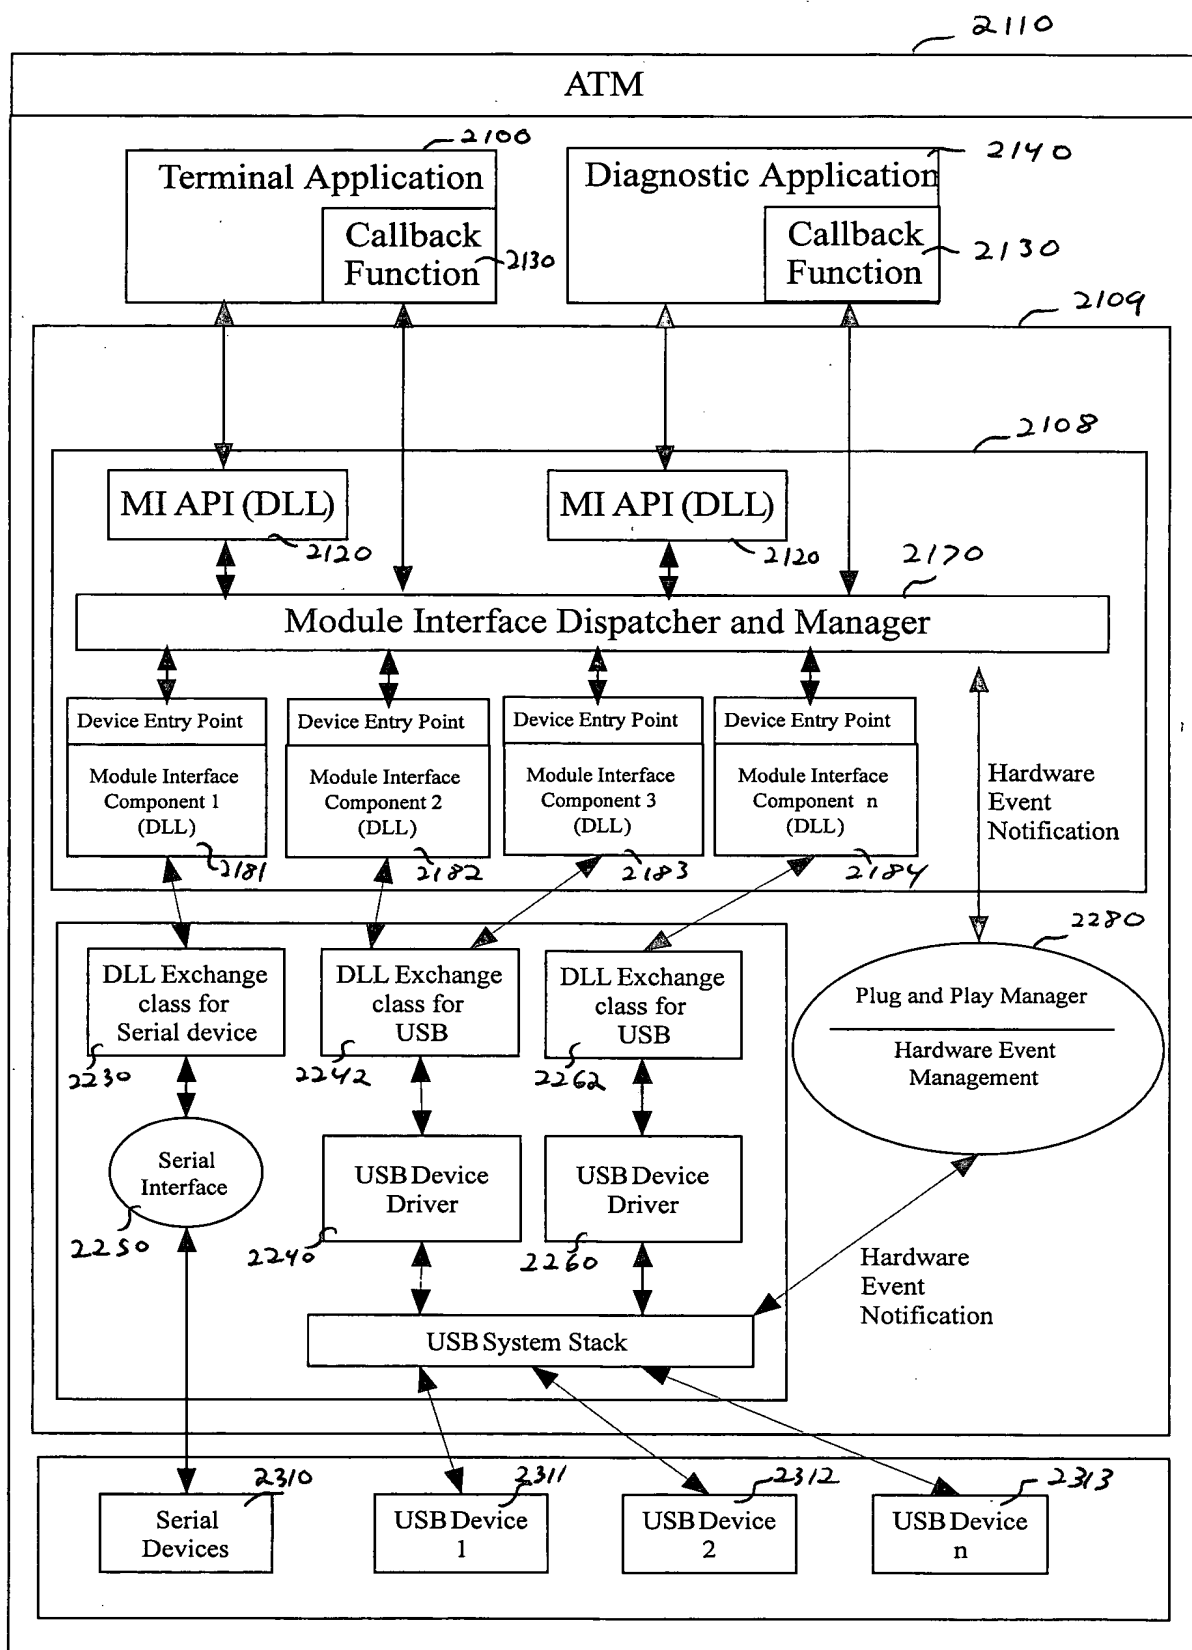 2110
ATM
2100
Terminal Application
Callback
Function
2130
2140
Diagnostic Application
Callback
Function
2130
2109
2108
MI API (DLL)
2120
MI API (DLL)
2120
2170
Module Interface Dispatcher and Manager
Device Entry Point
Module Interface
Component 1
(DLL)
2181
Device Entry Point
Module Interface
Component 2
(DLL)
2182
Device Entry Point
Module Interface
Component 3
(DLL)
2183
Device Entry Point
Module Interface
Component n
(DLL)
2184
Hardware
Event
Notification
2280
Plug and Play Manager
Hardware Event
Management
DLL Exchange
class for
Serial device
2230
DLL Exchange
class for
USB
2242
DLL Exchange
class for
USB
2262
Serial
Interface
2250
USB Device
Driver
2240
USB Device
Driver
2260
Hardware
Event
Notification
USB System Stack
2310
Serial
Devices
2311
USB Device
1
2312
USB Device
2
2313
USB Device
n